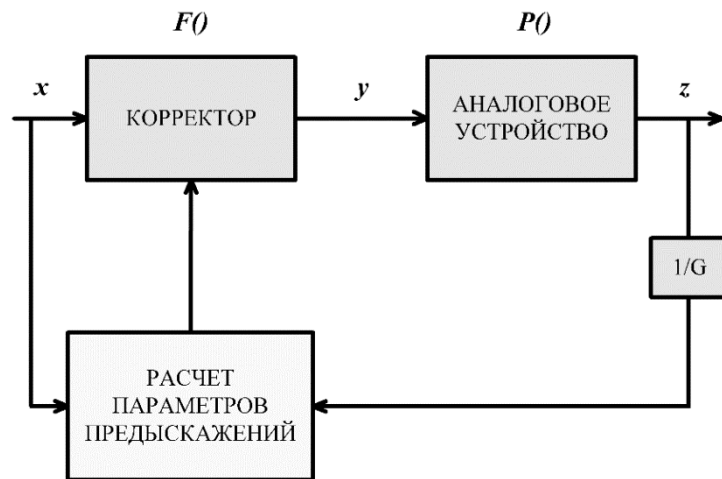 F() P()
x y z
КОРРЕКТОР
АНАЛОГОВОЕ
УСТРОЙСТВО
1/G
РАСЧЕТ
ПАРАМЕТРОВ
ПРЕДЫСКАЖЕНИЙ